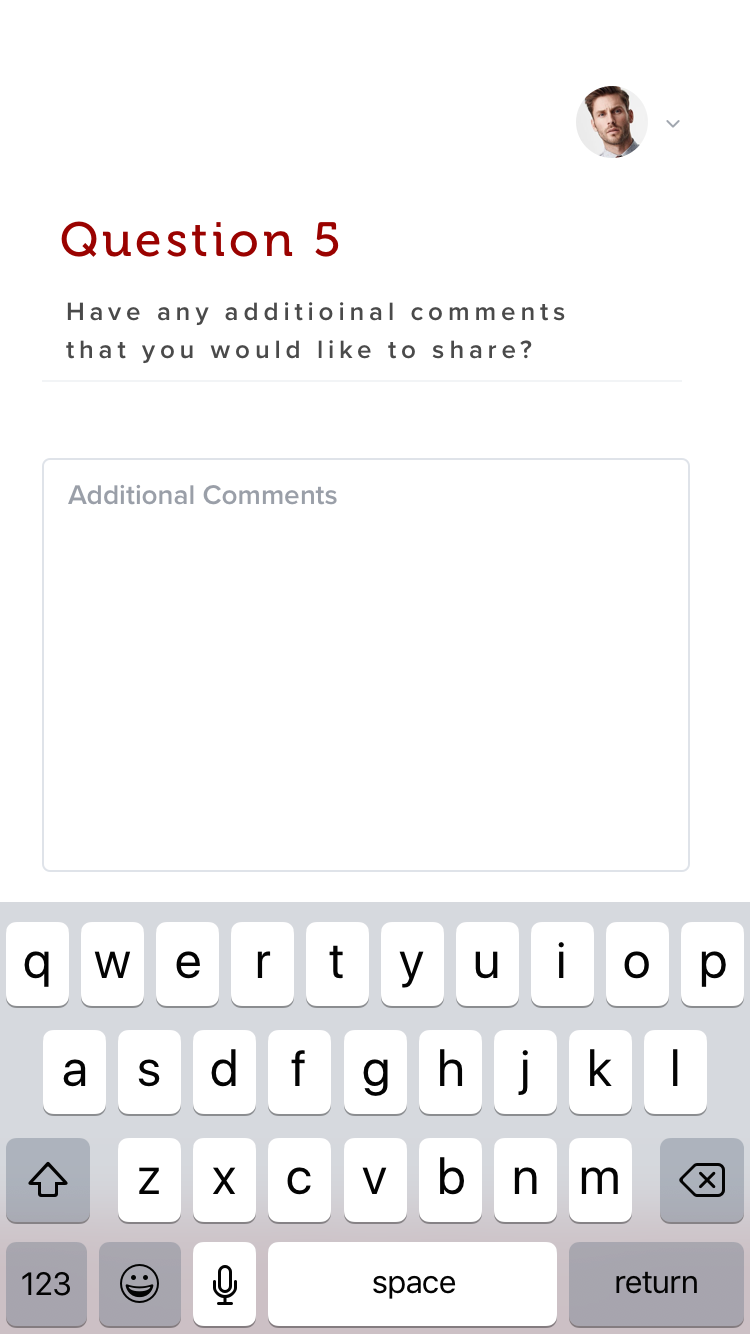 Question 5
Have any additioinal comments
that you would like to share?
Additional Comments
q w e r t y u i o p
a s d f g h j k l
z x c v b n m
123 space return